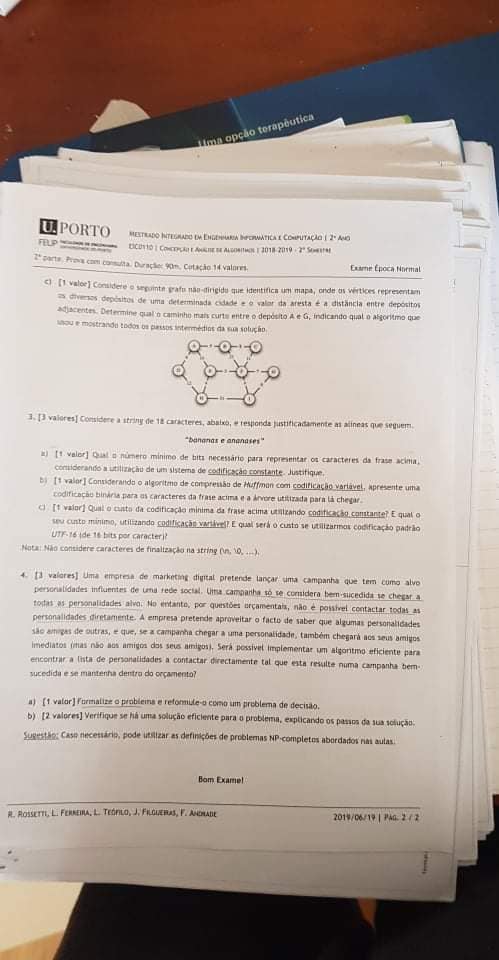 Uma opção terapêutica
U. PORTO
FEUP FACULDADE DE ENGENHARIA
UNIVERSIDADE DO PORTO
MESTRADO INTEGRADO EM ENGENHARIA INFORMÁTICA E COMPUTAÇÃO | 2º ANO
EIC0110 | CONCEPÇÃO E ANÁLISE DE ALGORITMOS | 2018-2019 - 2º SEMESTRE
2ª parte. Prova com consulta. Duração: 90m. Cotação 14 valores.
Exame Época Normal
c) [1 valor] Considere o seguinte grafo não-dirigido que identifica um mapa, onde os vértices representam
os diversos depósitos de uma determinada cidade e o valor da aresta é a distância entre depósitos
adjacentes. Determine qual o caminho mais curto entre o depósito A e G, indicando qual o algoritmo que
usou e mostrando todos os passos intermédios da sua solução.
3. [3 valores] Considere a string de 18 caracteres, abaixo, e responda justificadamente as alíneas que seguem.
"bananas e ananases"
a) [1 valor] Qual o número mínimo de bits necessário para representar os caracteres da frase acima,
considerando a utilização de um sistema de codificação constante. Justifique.
b) [1 valor] Considerando o algoritmo de compressão de Huffman com codificação variável, apresente uma
codificação binária para os caracteres da frase acima e a árvore utilizada para lá chegar.
c) [1 valor] Qual o custo da codificação mínima da frase acima utilizando codificação constante? E qual o
seu custo mínimo, utilizando codificação variável? E qual será o custo se utilizarmos codificação padrão
UTF-16 (de 16 bits por caracter)?
Nota: Não considere caracteres de finalização na string (\n, \0, ...).
4. [3 valores] Uma empresa de marketing digital pretende lançar uma campanha que tem como alvo
personalidades influentes de uma rede social. Uma campanha só se considera bem-sucedida se chegar a
todas as personalidades alvo. No entanto, por questões orçamentais, não é possível contactar todas as
personalidades diretamente. A empresa pretende aproveitar o facto de saber que algumas personalidades
são amigas de outras, e que, se a campanha chegar a uma personalidade, também chegará aos seus amigos
imediatos (mas não aos amigos dos seus amigos). Será possível implementar um algoritmo eficiente para
encontrar a lista de personalidades a contactar diretamente tal que esta resulte numa campanha bem-
sucedida e se mantenha dentro do orçamento?
a) [1 valor] Formalize o problema e reformule-o como um problema de decisão.
b) [2 valores] Verifique se há uma solução eficiente para o problema, explicando os passos da sua solução.
Sugestão: Caso necessário, pode utilizar as definições de problemas NP-completos abordados nas aulas.
Bom Exame!
R. ROSSETTI, L. FERREIRA, L. TEÓFILO, J. FILGUEIRAS, F. ANDRADE
2019/06/19 | PÁG. 2 / 2